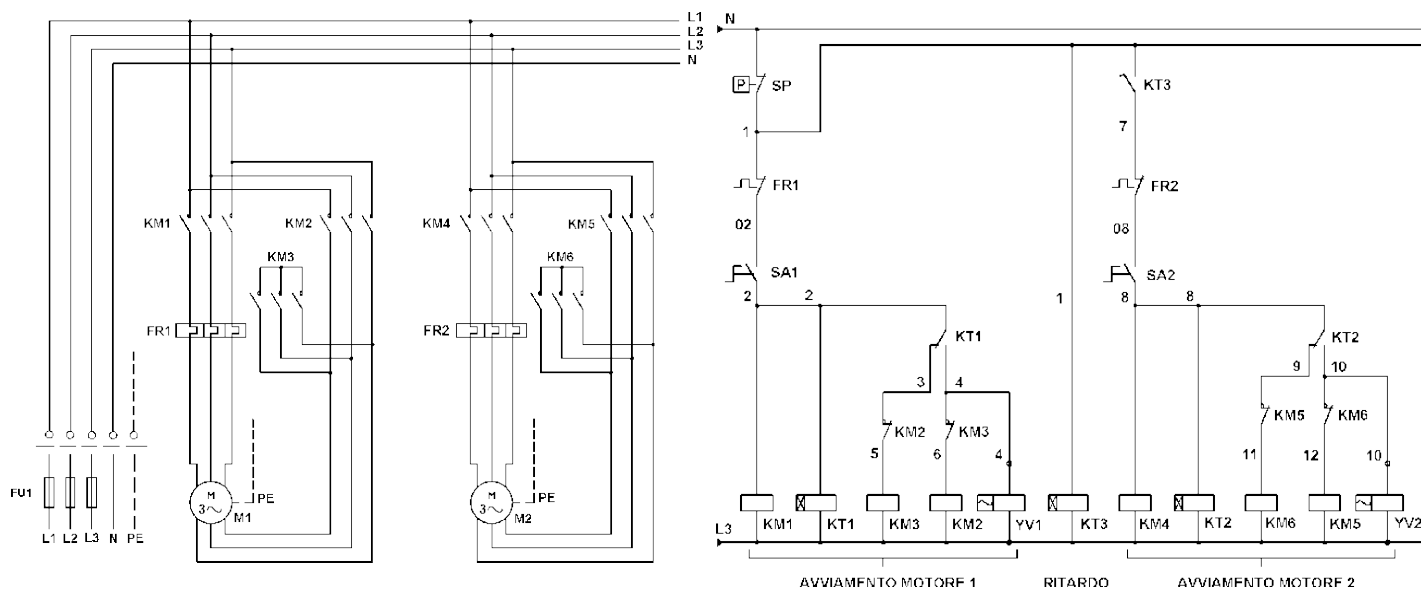 L1
L2
L3
N
KM1
KM2
KM3
FR1
KM4
KM5
KM6
FR2
FU1
L1 L2 L3 N PE
M
3
M1
PE
M
3
M2
PE
N
P
SP
1
FR1
02
SA1
2
2
KT1
3
4
KM2
KM3
5
6
4
1
KT3
7
FR2
08
SA2
8
8
KT2
9
10
KM5
KM6
11
12
10
L3
KM1
KT1
KM3
KM2
YV1
KT3
KM4
KT2
KM6
KM5
YV2
AVVIAMENTO MOTORE 1
RITARDO
AVVIAMENTO MOTORE 2